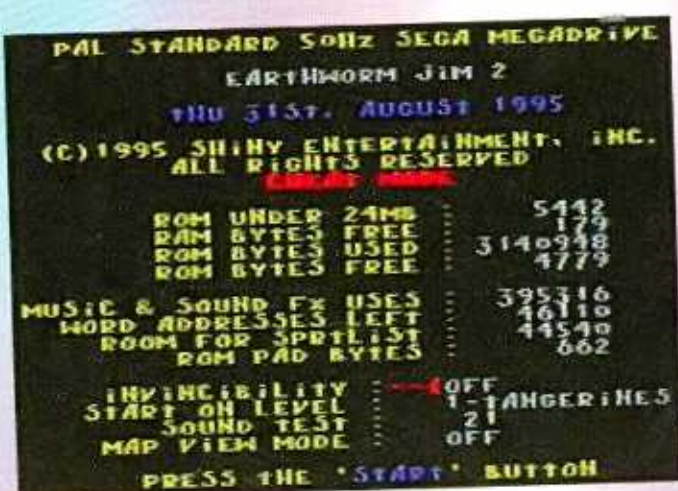 PAL STANDARD 50Hz SEGA MEGADRiVE
EARTHWORM JiM 2
THU 31ST. AUGUST 1995
(C) 1995 SHiNY ENTERTAiNMENT, iNC.
ALL RiGHTS RESERVED
CHEAT MODE
ROM UNDER 24MB : 5442
RAM BYTES FREE : 179
ROM BYTES USED : 3140948
ROM BYTES FREE : 4779
MUSiC & SOUND FX USES : 395316
WORD ADDRESSES LEFT : 46110
ROOM FOR SPRTLiST : 44540
ROM PAD BYTES : 662
iNViNCiBiLiTY : OFF
START ON LEVEL : 1-TANGERiNES
SOUND TEST : 21
MAP ViEW MODE : OFF
PRESS THE 'START' BUTTON